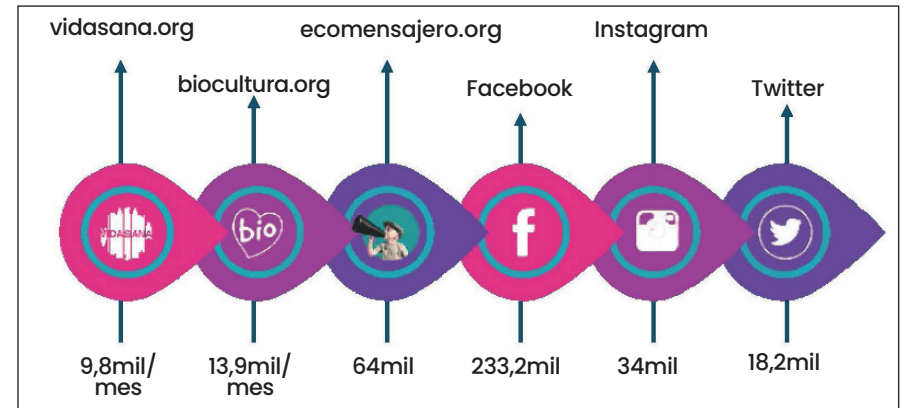 vidasana.org
ecomensajero.org
Instagram
biocultura.org
Facebook
Twitter
VIDASANA
bio
f
9,8mil/
mes
13,9mil/
mes
64mil
233,2mil
34mil
18,2mil